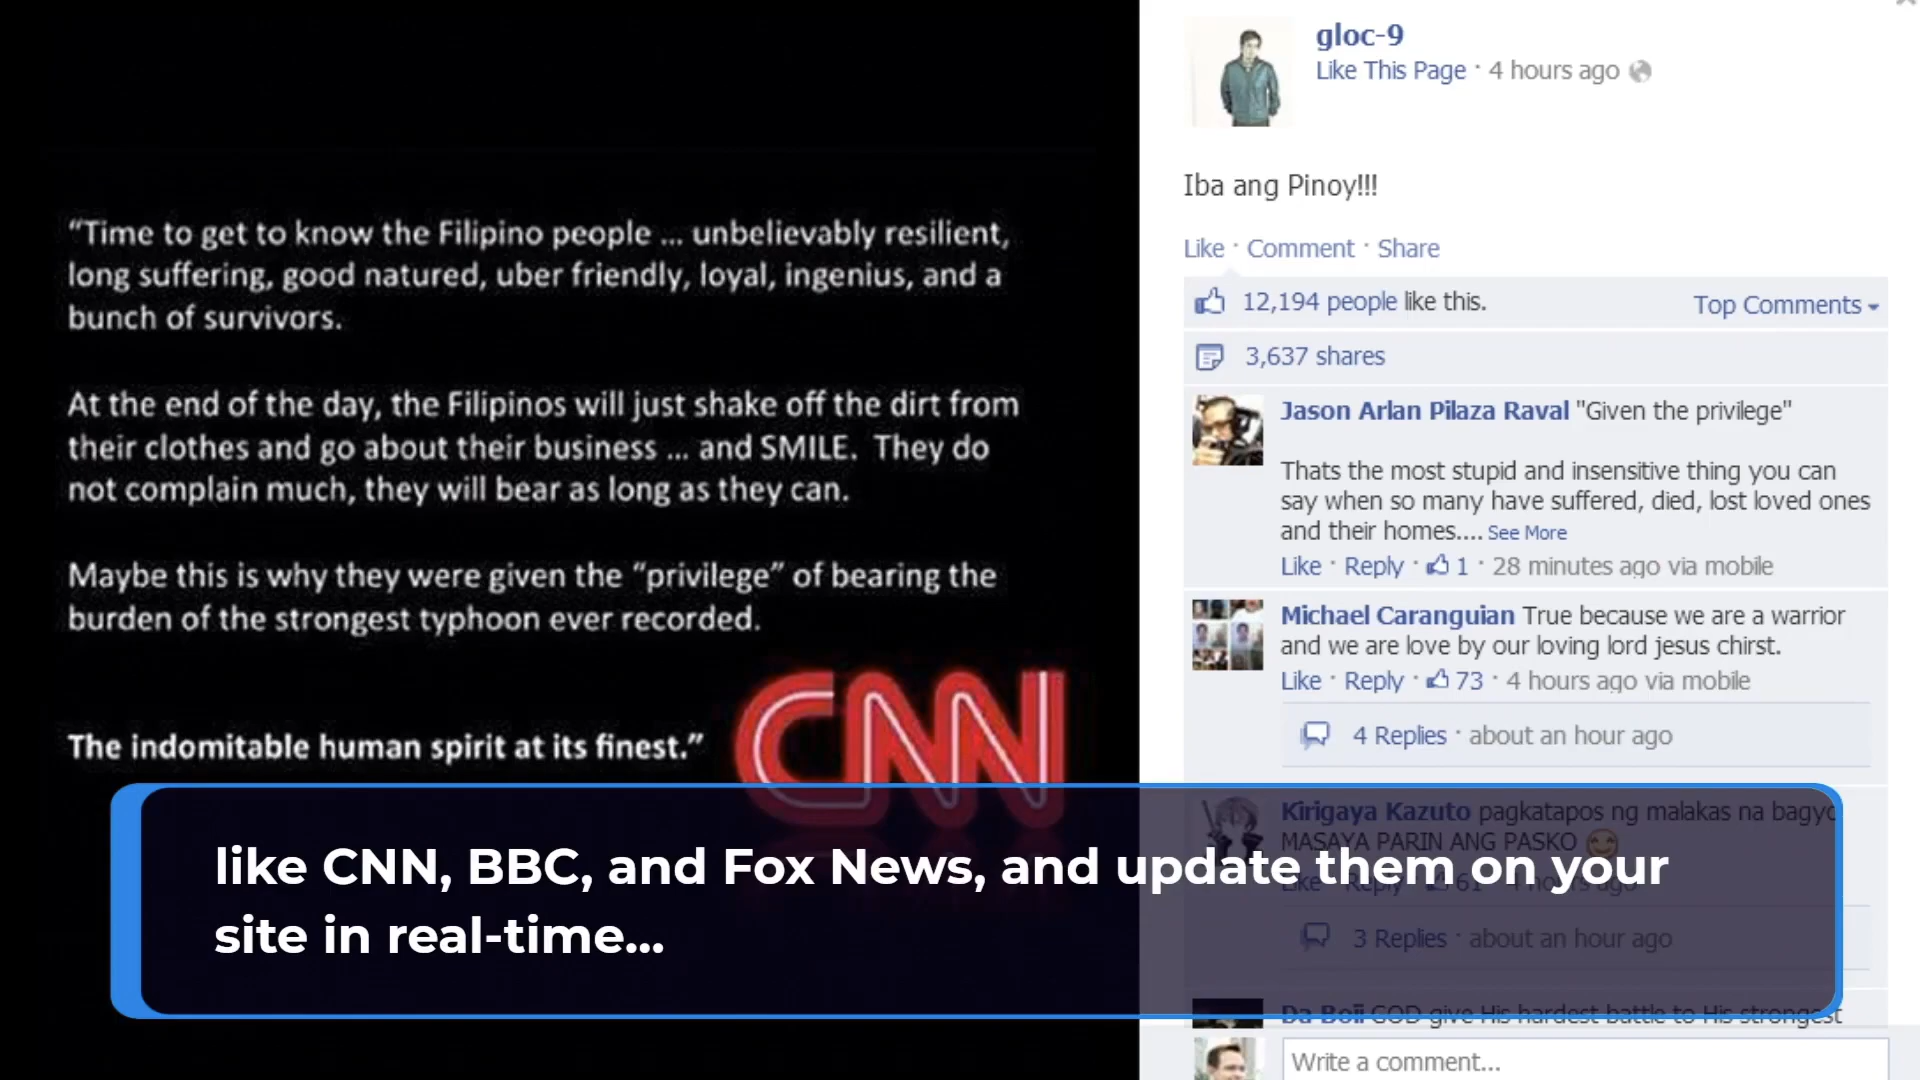 "Time to get to know the Filipino people ... unbelievably resilient,
long suffering, good natured, uber friendly, loyal, ingenius, and a
bunch of survivors.
At the end of the day, the Filipinos will just shake off the dirt from
their clothes and go about their business ... and SMILE. They do
not complain much, they will bear as long as they can.
Maybe this is why they were given the "privilege" of bearing the
burden of the strongest typhoon ever recorded.
The indomitable human spirit at its finest."
CNN
gloc-9
Like This Page · 4 hours ago
Iba ang Pinoy!!!
Like · Comment · Share
12,194 people like this.
Top Comments
3,637 shares
Jason Arlan Pilaza Raval "Given the privilege"
Thats the most stupid and insensitive thing you can
say when so many have suffered, died, lost loved ones
and their homes.... See More
Like · Reply · 1 · 28 minutes ago via mobile
Michael Caranguian True because we are a warrior
and we are love by our loving lord jesus chirst.
Like · Reply · 73 · 4 hours ago via mobile
4 Replies · about an hour ago
Kirigaya Kazuto pagkatapos ng malakas na bagyo
MASAYA PARIN ANG PASKO
Like · Reply · 61 · 4 hours ago
3 Replies · about an hour ago
Da Boii GOD give His hardest battle to His strongest
Write a comment...
like CNN, BBC, and Fox News, and update them on your
site in real-time...